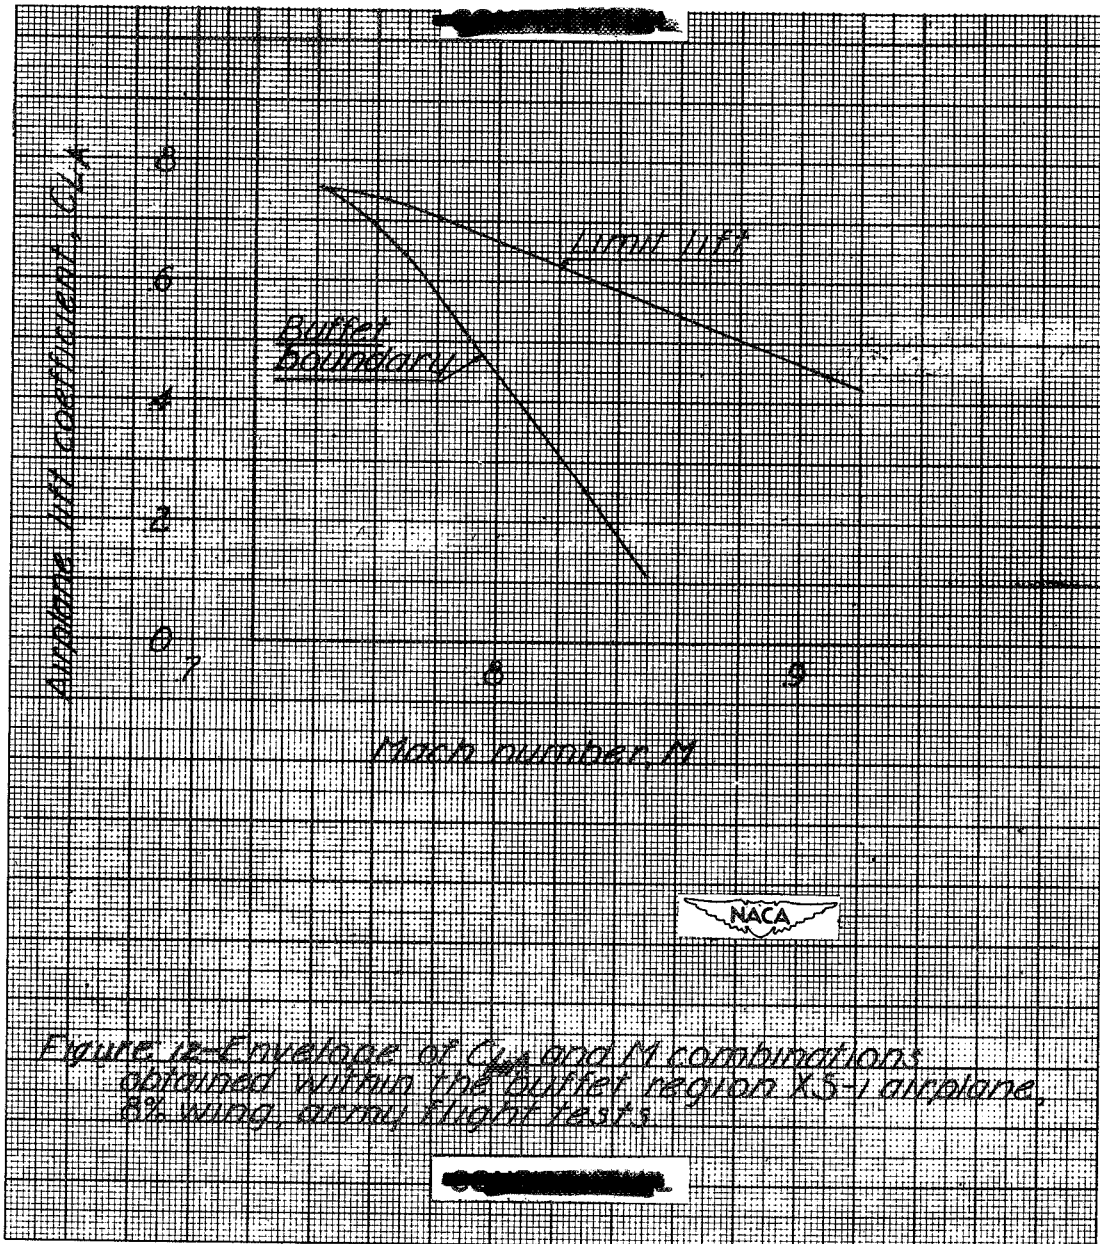 Airplane lift coefficient, CLA
.8
.6
.4
.2
0
.7
.8
.9
Limit lift
Buffet
boundary
Mach number, M
NACA
Figure 12-Envelope of CLA and M combinations
obtained within the buffet region XS-1 airplane,
8% wing, army flight tests